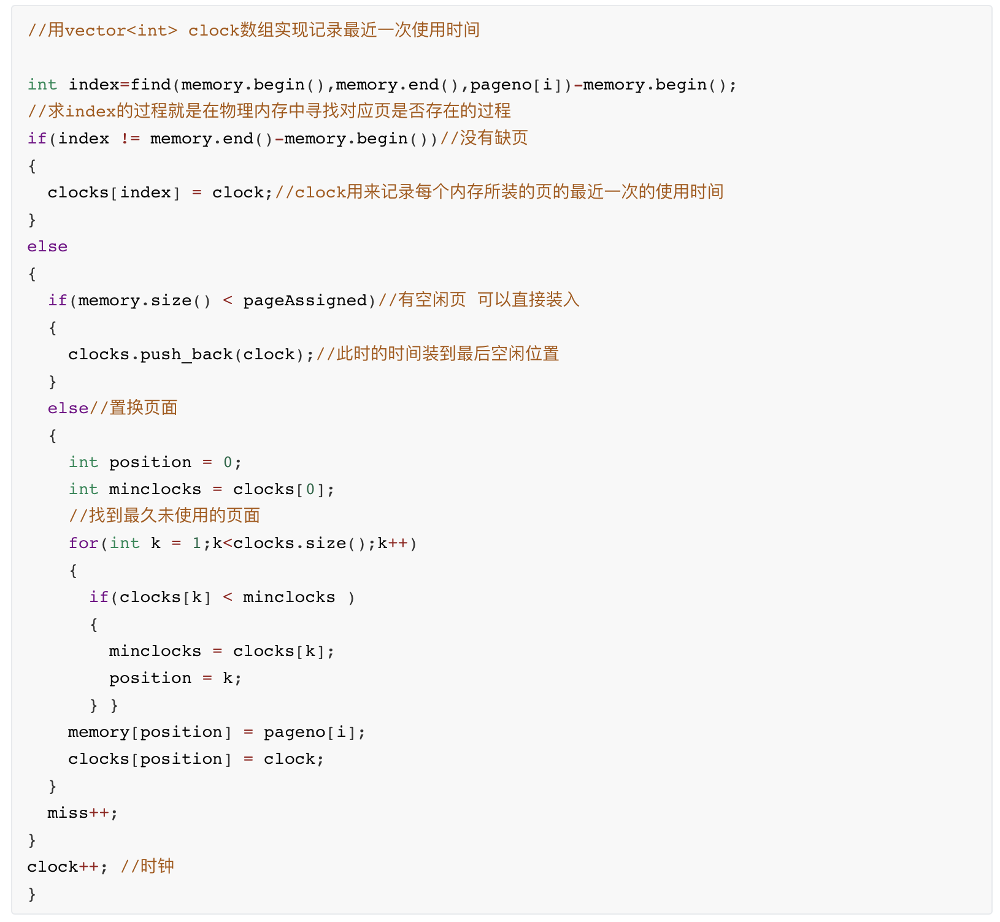 //用vector<int> clock数组实现记录最近一次使用时间
int index=find(memory.begin(),memory.end(),pageno[i])-memory.begin();
//求index的过程就是在物理内存中寻找对应页是否存在的过程
if(index != memory.end()-memory.begin())//没有缺页
{
  clocks[index] = clock;//clock用来记录每个内存所装的页的最近一次的使用时间
}
else
{
  if(memory.size() < pageAssigned)//有空闲页 可以直接装入
  {
    clocks.push_back(clock);//此时的时间装到最后空闲位置
  }
  else//置换页面
  {
    int position = 0;
    int minclocks = clocks[0];
    //找到最久未使用的页面
    for(int k = 1;k<clocks.size();k++)
    {
      if(clocks[k] < minclocks )
      {
        minclocks = clocks[k];
        position = k;
      } }
    memory[position] = pageno[i];
    clocks[position] = clock;
  }
  miss++;
}
clock++; //时钟
}